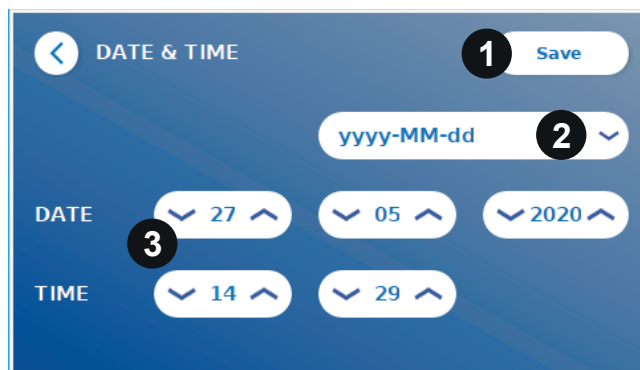 DATE & TIME 1 Save
yyyy-MM-dd 2
DATE 27 05 2020
3
TIME 14 29